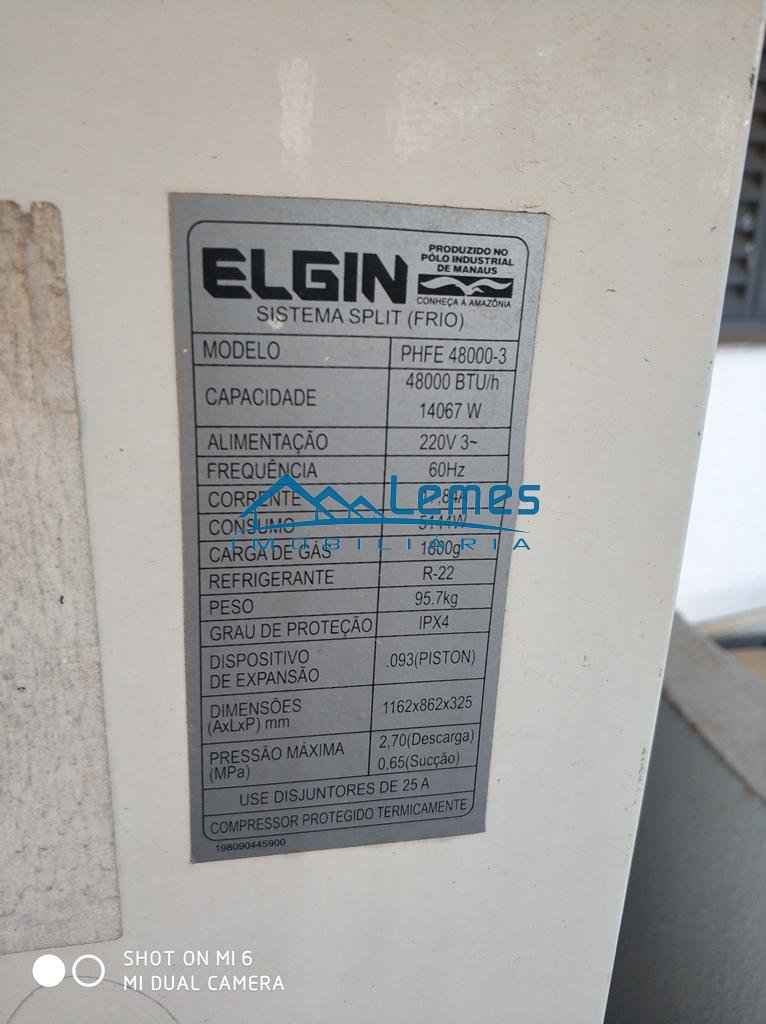 ELGIN
PRODUZIDO NO
PÓLO INDUSTRIAL
DE MANAUS
CONHEÇA A AMAZÔNIA
SISTEMA SPLIT (FRIO)
MODELO PHFE 48000-3
CAPACIDADE 48000 BTU/h
14067 W
ALIMENTAÇÃO 220V 3~
FREQUÊNCIA 60Hz
CORRENTE
Lemes
CONSUMO
IMOBILIARIA
CARGA DE GÁS 1600g
REFRIGERANTE R-22
PESO 95.7kg
GRAU DE PROTEÇÃO IPX4
DISPOSITIVO
DE EXPANSÃO .093(PISTON)
DIMENSÕES
(AxLxP) mm 1162x862x325
PRESSÃO MÁXIMA
(MPa) 2,70(Descarga)
0,65(Sucção)
USE DISJUNTORES DE 25 A
COMPRESSOR PROTEGIDO TERMICAMENTE
198090445900
SHOT ON MI 6
MI DUAL CAMERA